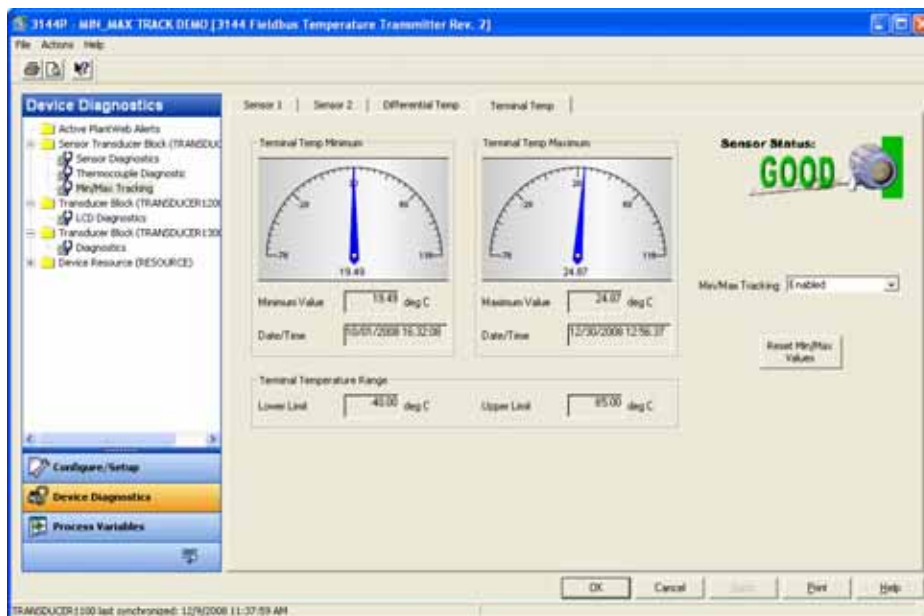 3144P - MIN_MAX TRACK DEMO [3144 Fieldbus Temperature Transmitter Rev. 2]
File Actions Help
Device Diagnostics
Active PlantWeb Alerts
Sensor Transducer Block (TRANSDUC
Sensor Diagnostics
Thermocouple Diagnostic
Min/Max Tracking
Transducer Block (TRANSDUCER1200
LCD Diagnostics
Transducer Block (TRANSDUCER1300
Diagnostics
Device Resource (RESOURCE)
Configure/Setup
Device Diagnostics
Process Variables
Sensor 1 Sensor 2 Differential Temp Terminal Temp
Terminal Temp Minimum
19.49
Minimum Value 19.49 deg C
Date/Time 10/01/2008 16:32:08
Terminal Temp Maximum
24.87
Maximum Value 24.87 deg C
Date/Time 12/30/2008 12:56:37
Terminal Temperature Range
Lower Limit -40.00 deg C Upper Limit 85.00 deg C
Sensor Status:
GOOD
Min/Max Tracking Enabled
Reset Min/Max
Values
OK Cancel Print Help
TRANSDUCER1100 last synchronized: 12/9/2008 11:37:59 AM